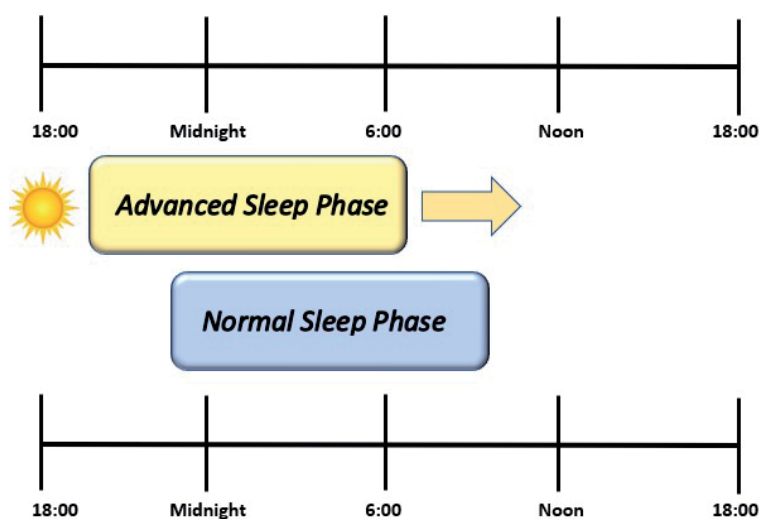 18:00 Midnight 6:00 Noon 18:00
Advanced Sleep Phase
Normal Sleep Phase
18:00 Midnight 6:00 Noon 18:00